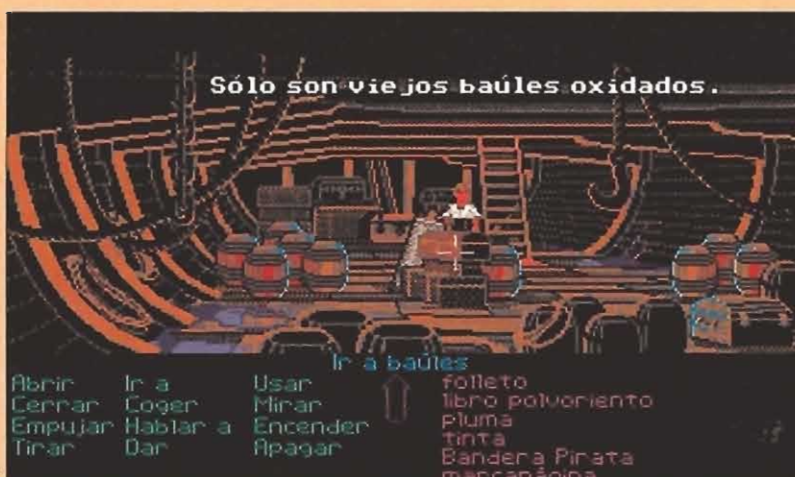 Sólo son viejos baúles oxidados.
Ir a baúles
Abrir Ir a Usar
Cerrar Coger Mirar
Empujar Hablar a Encender
Tirar Dar Apagar
folleto
libro polvoriento
pluma
tinta
Bandera Pirata
marcapágina